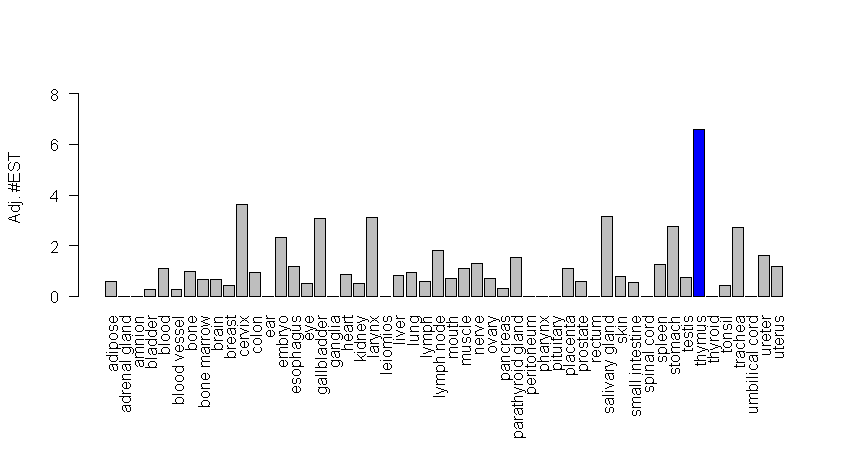 8
6
4
2
0
Adj. #EST
adipose
adrenal gland
amnion
bladder
blood
blood vessel
bone
bone marrow
brain
breast
cervix
colon
ear
embryo
esophagus
eye
gallbladder
ganglia
heart
kidney
larynx
leiomios
liver
lung
lymph
lymph node
mouth
muscle
nerve
ovary
pancreas
parathyroid gland
peritoneum
pharynx
pituitary
placenta
prostate
rectum
salivary gland
skin
small intestine
spinal cord
spleen
stomach
testis
thymus
thyroid
tonsil
trachea
umbilical cord
ureter
uterus